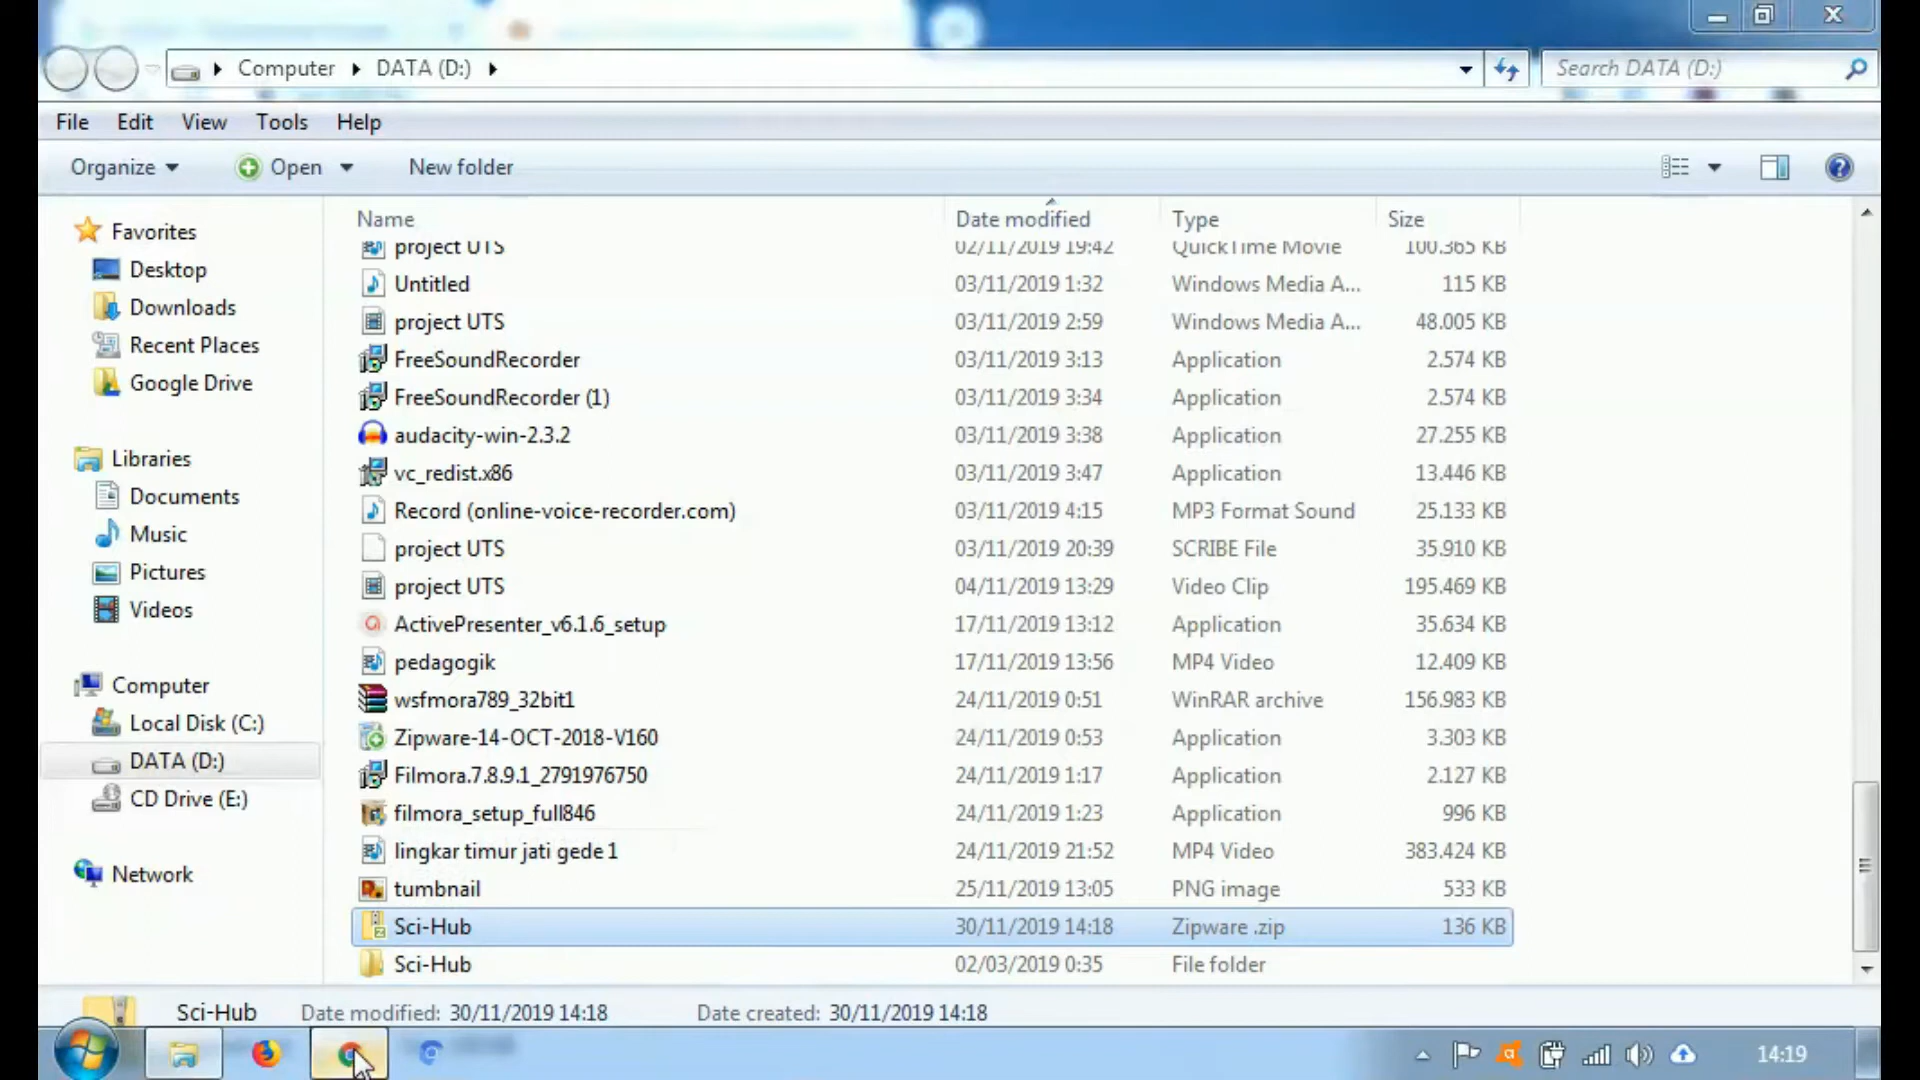 Computer DATA (D:) Search DATA (D:)
File Edit View Tools Help
Organize Open New folder
Name Date modified Type Size
Favorites
Desktop
Downloads
Recent Places
Google Drive
Libraries
Documents
Music
Pictures
Videos
Computer
Local Disk (C:)
DATA (D:)
CD Drive (E:)
Network
project UTS 02/11/2019 19:42 QuickTime Movie 100.365 KB
Untitled 03/11/2019 1:32 Windows Media A... 115 KB
project UTS 03/11/2019 2:59 Windows Media A... 48.005 KB
FreeSoundRecorder 03/11/2019 3:13 Application 2.574 KB
FreeSoundRecorder (1) 03/11/2019 3:34 Application 2.574 KB
audacity-win-2.3.2 03/11/2019 3:38 Application 27.255 KB
vc_redist.x86 03/11/2019 3:47 Application 13.446 KB
Record (online-voice-recorder.com) 03/11/2019 4:15 MP3 Format Sound 25.133 KB
project UTS 03/11/2019 20:39 SCRIBE File 35.910 KB
project UTS 04/11/2019 13:29 Video Clip 195.469 KB
ActivePresenter_v6.1.6_setup 17/11/2019 13:12 Application 35.634 KB
pedagogik 17/11/2019 13:56 MP4 Video 12.409 KB
wsfmora789_32bit1 24/11/2019 0:51 WinRAR archive 156.983 KB
Zipware-14-OCT-2018-V160 24/11/2019 0:53 Application 3.303 KB
Filmora.7.8.9.1_2791976750 24/11/2019 1:17 Application 2.127 KB
filmora_setup_full846 24/11/2019 1:23 Application 996 KB
lingkar timur jati gede 1 24/11/2019 21:52 MP4 Video 383.424 KB
tumbnail 25/11/2019 13:05 PNG image 533 KB
Sci-Hub 30/11/2019 14:18 Zipware .zip 136 KB
Sci-Hub 02/03/2019 0:35 File folder
Sci-Hub Date modified: 30/11/2019 14:18 Date created: 30/11/2019 14:18
14:19